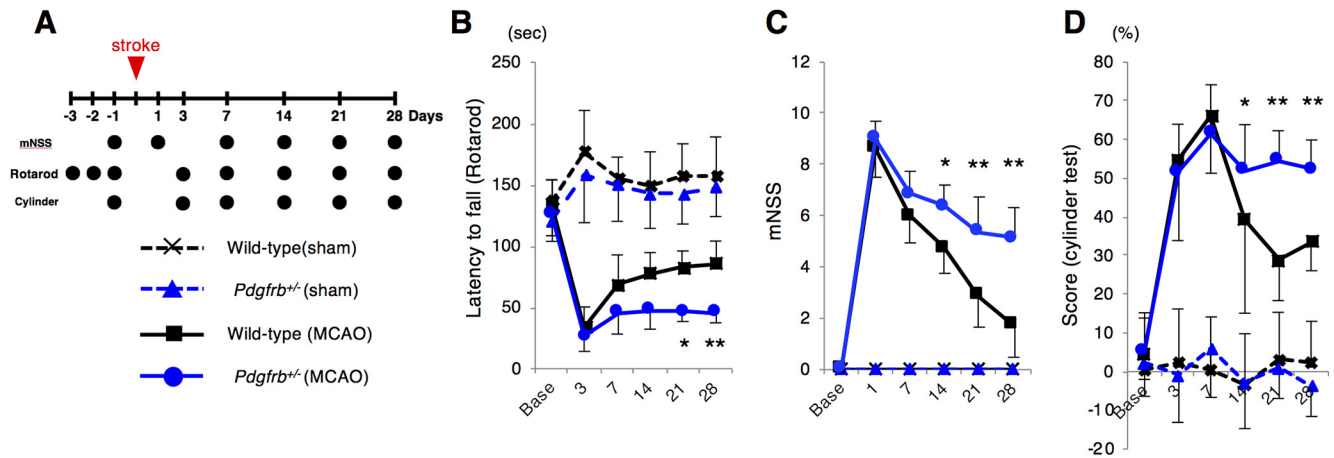 A
stroke
-3 -2 -1 1 3 7 14 21 28 Days
mNSS
Rotarod
Cylinder
Wild-type(sham)
Pdgfrb+/- (sham)
Wild-type (MCAO)
Pdgfrb+/- (MCAO)
B
(sec)
Latency to fall (Rotarod)
250
200
150
100
50
0
* **
Base 3 7 14 21 28
C
mNSS
12
10
8
6
4
2
0
* ** **
Base 1 7 14 21 28
D
(%)
Score (cylinder test)
80
70
60
50
40
30
20
10
0
-10
-20
* ** **
Base 3 7 14 21 28